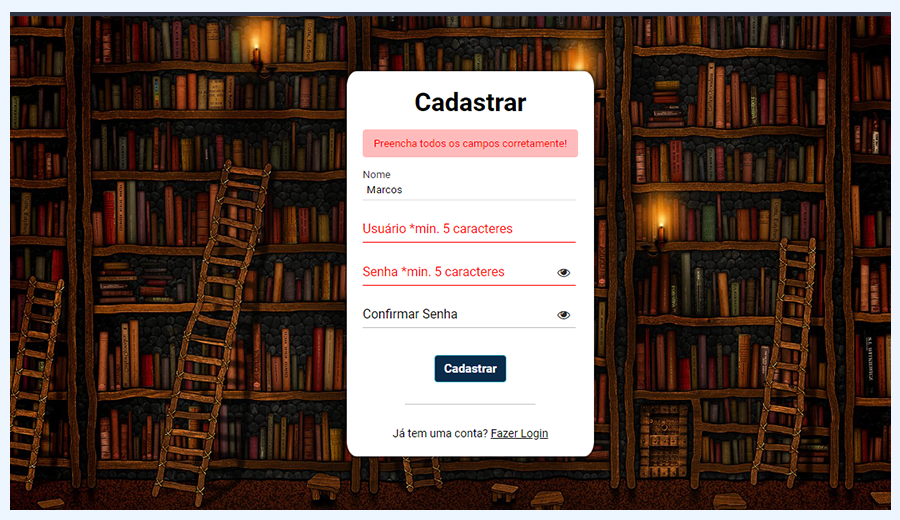 Cadastrar
Preencha todos os campos corretamente!
Nome
Marcos
Usuário *min. 5 caracteres
Senha *min. 5 caracteres
Confirmar Senha
Cadastrar
Já tem uma conta? Fazer Login